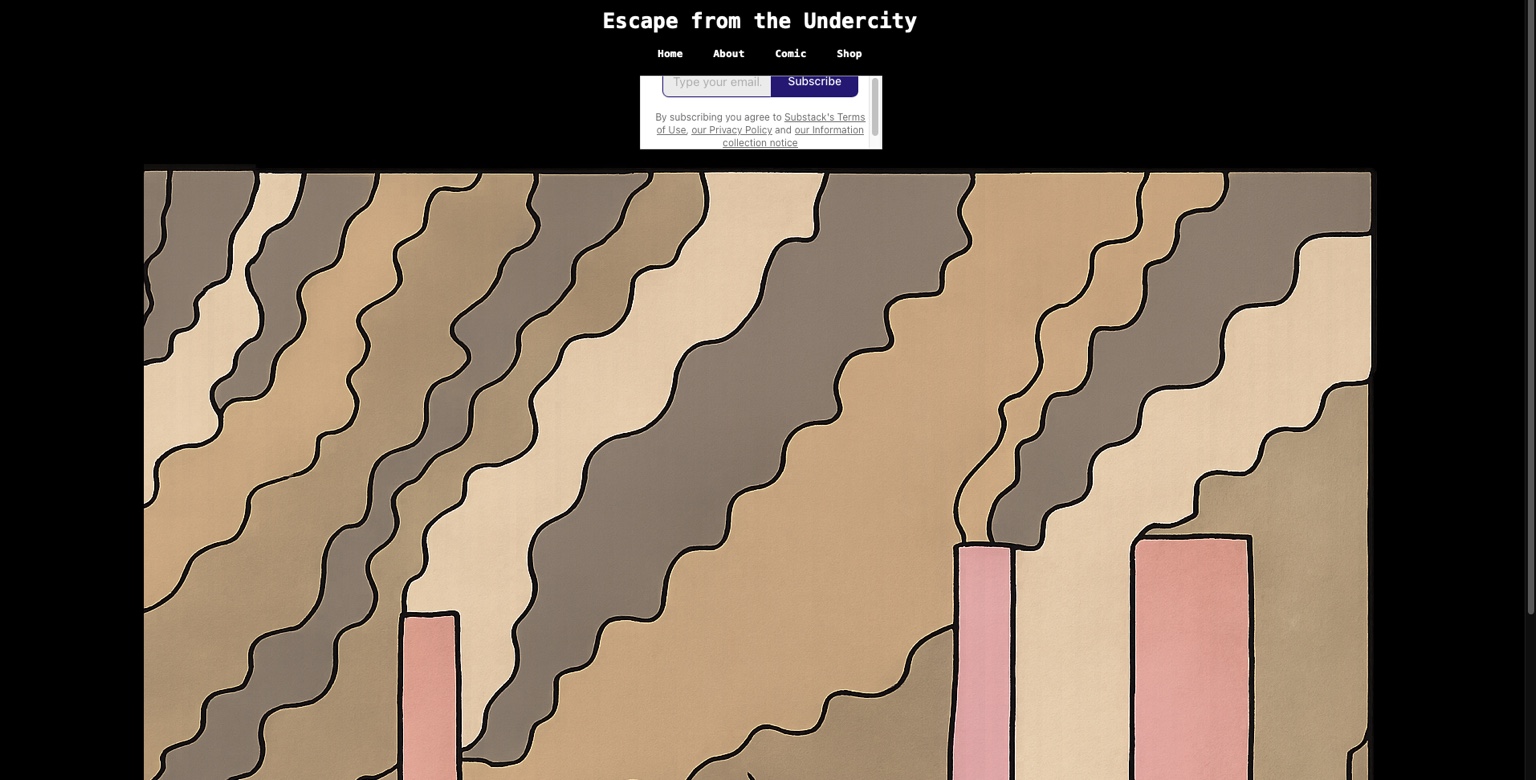 Escape from the Undercity
Home About Comic Shop
Type your email. Subscribe
By subscribing you agree to Substack's Terms
of Use, our Privacy Policy and our Information
collection notice